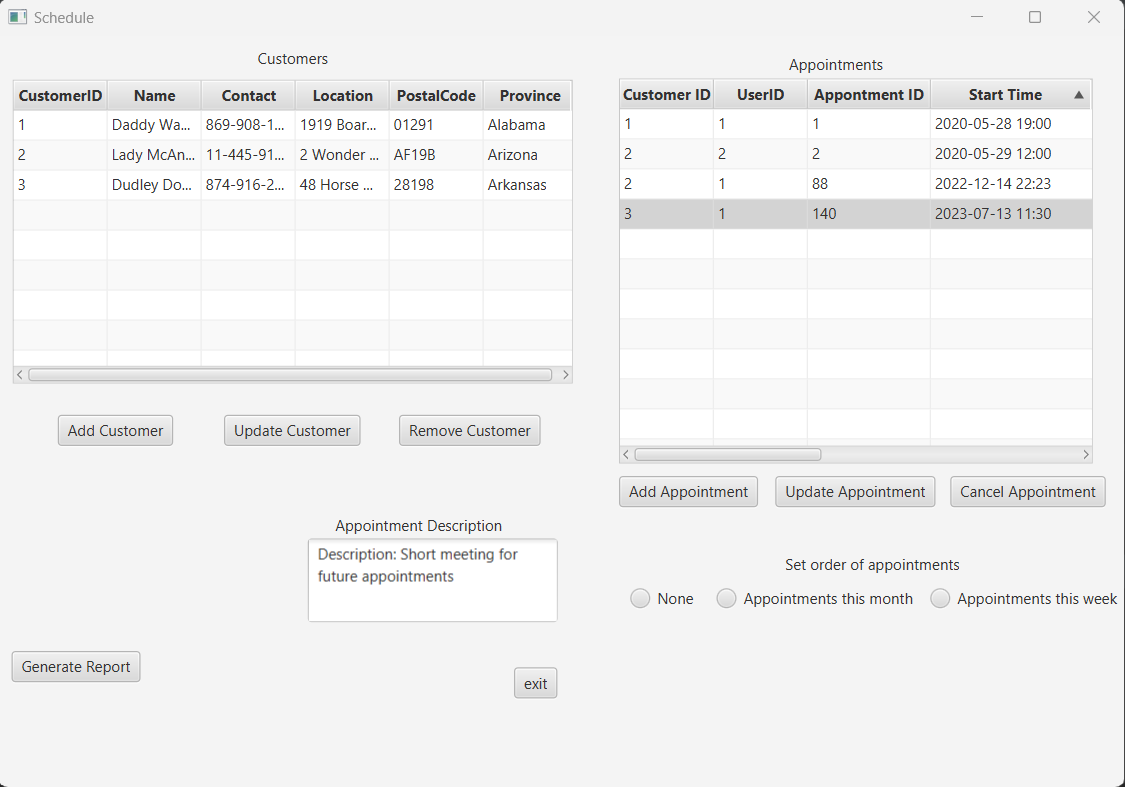 Schedule
Customers
CustomerID Name Contact Location PostalCode Province
1 Daddy Wa... 869-908-1... 1919 Boar... 01291 Alabama
2 Lady McAn... 11-445-91... 2 Wonder ... AF19B Arizona
3 Dudley Do... 874-916-2... 48 Horse ... 28198 Arkansas
Add Customer Update Customer Remove Customer
Appointments
Customer ID UserID Appontment ID Start Time
1 1 1 2020-05-28 19:00
2 2 2 2020-05-29 12:00
2 1 88 2022-12-14 22:23
3 1 140 2023-07-13 11:30
Add Appointment Update Appointment Cancel Appointment
Appointment Description
Description: Short meeting for
future appointments
Set order of appointments
None Appointments this month Appointments this week
Generate Report
exit